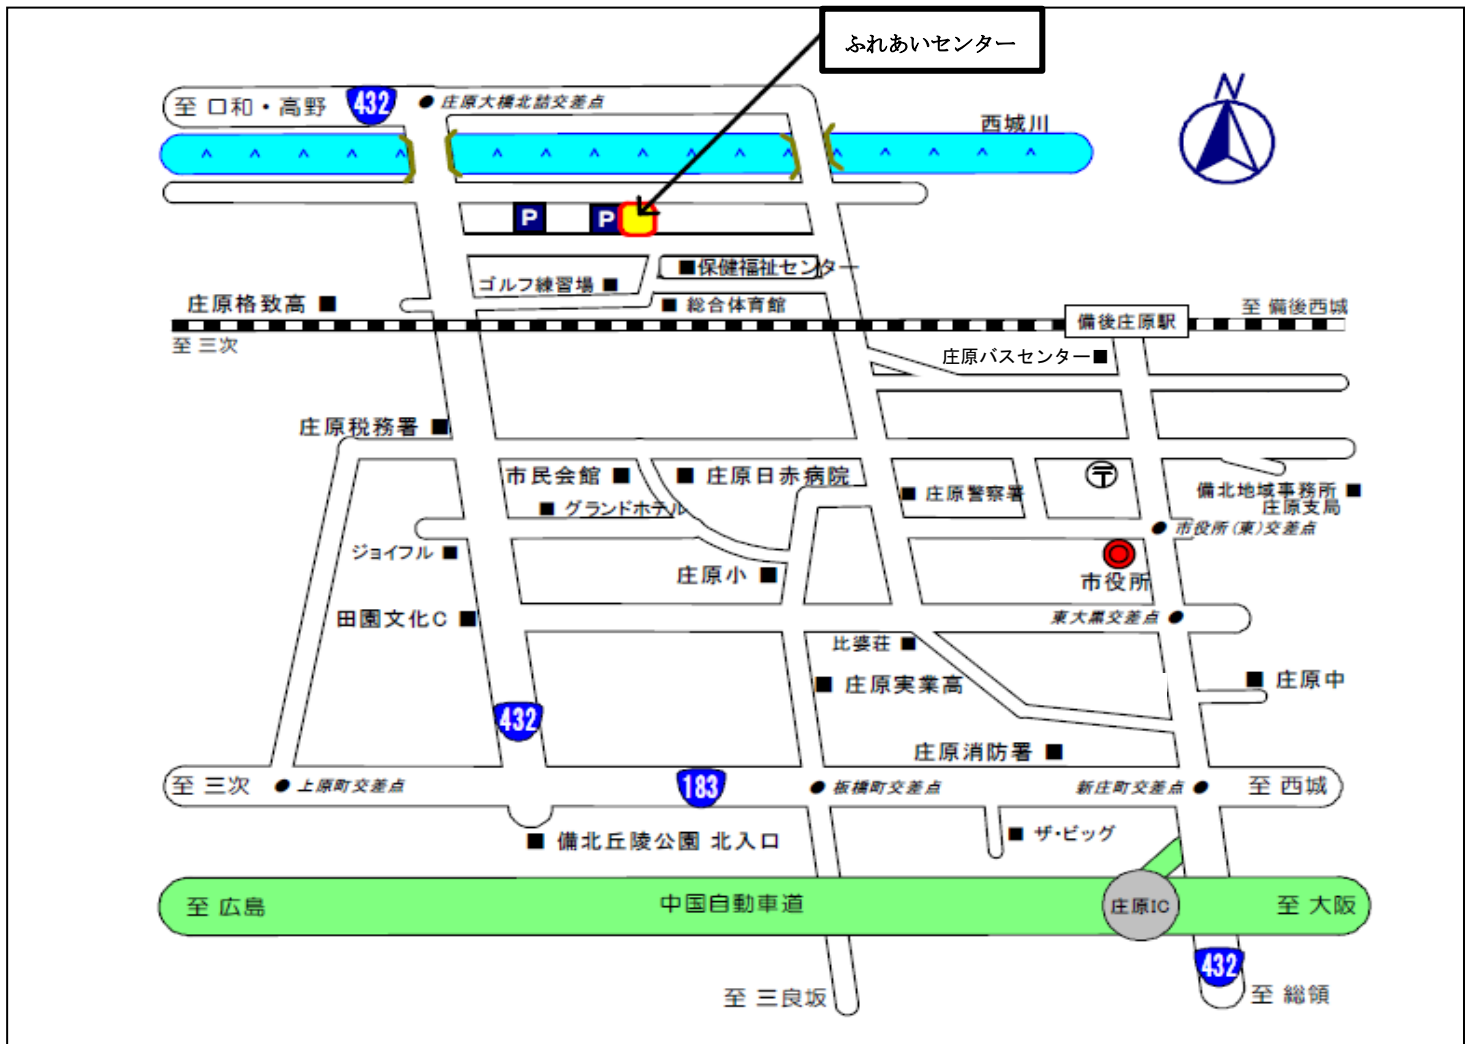 ふれあいセンター
N
至 口和・高野
432
庄原大橋北詰交差点
西城川
P
P
保健福祉センター
ゴルフ練習場
総合体育館
庄原格致高
至 三次
備後庄原駅
至 備後西城
庄原バスセンター
庄原税務署
市民会館
庄原日赤病院
グランドホテル
庄原警察署
〒
備北地域事務所
庄原支局
市役所(東)交差点
ジョイフル
庄原小
市役所
田園文化C
東大黒交差点
比婆荘
庄原実業高
庄原中
432
庄原消防署
至 三次
上原町交差点
183
板橋町交差点
新庄町交差点
至 西城
備北丘陵公園 北入口
ザ・ビッグ
至 広島
中国自動車道
庄原IC
至 大阪
432
至 三良坂
至 総領